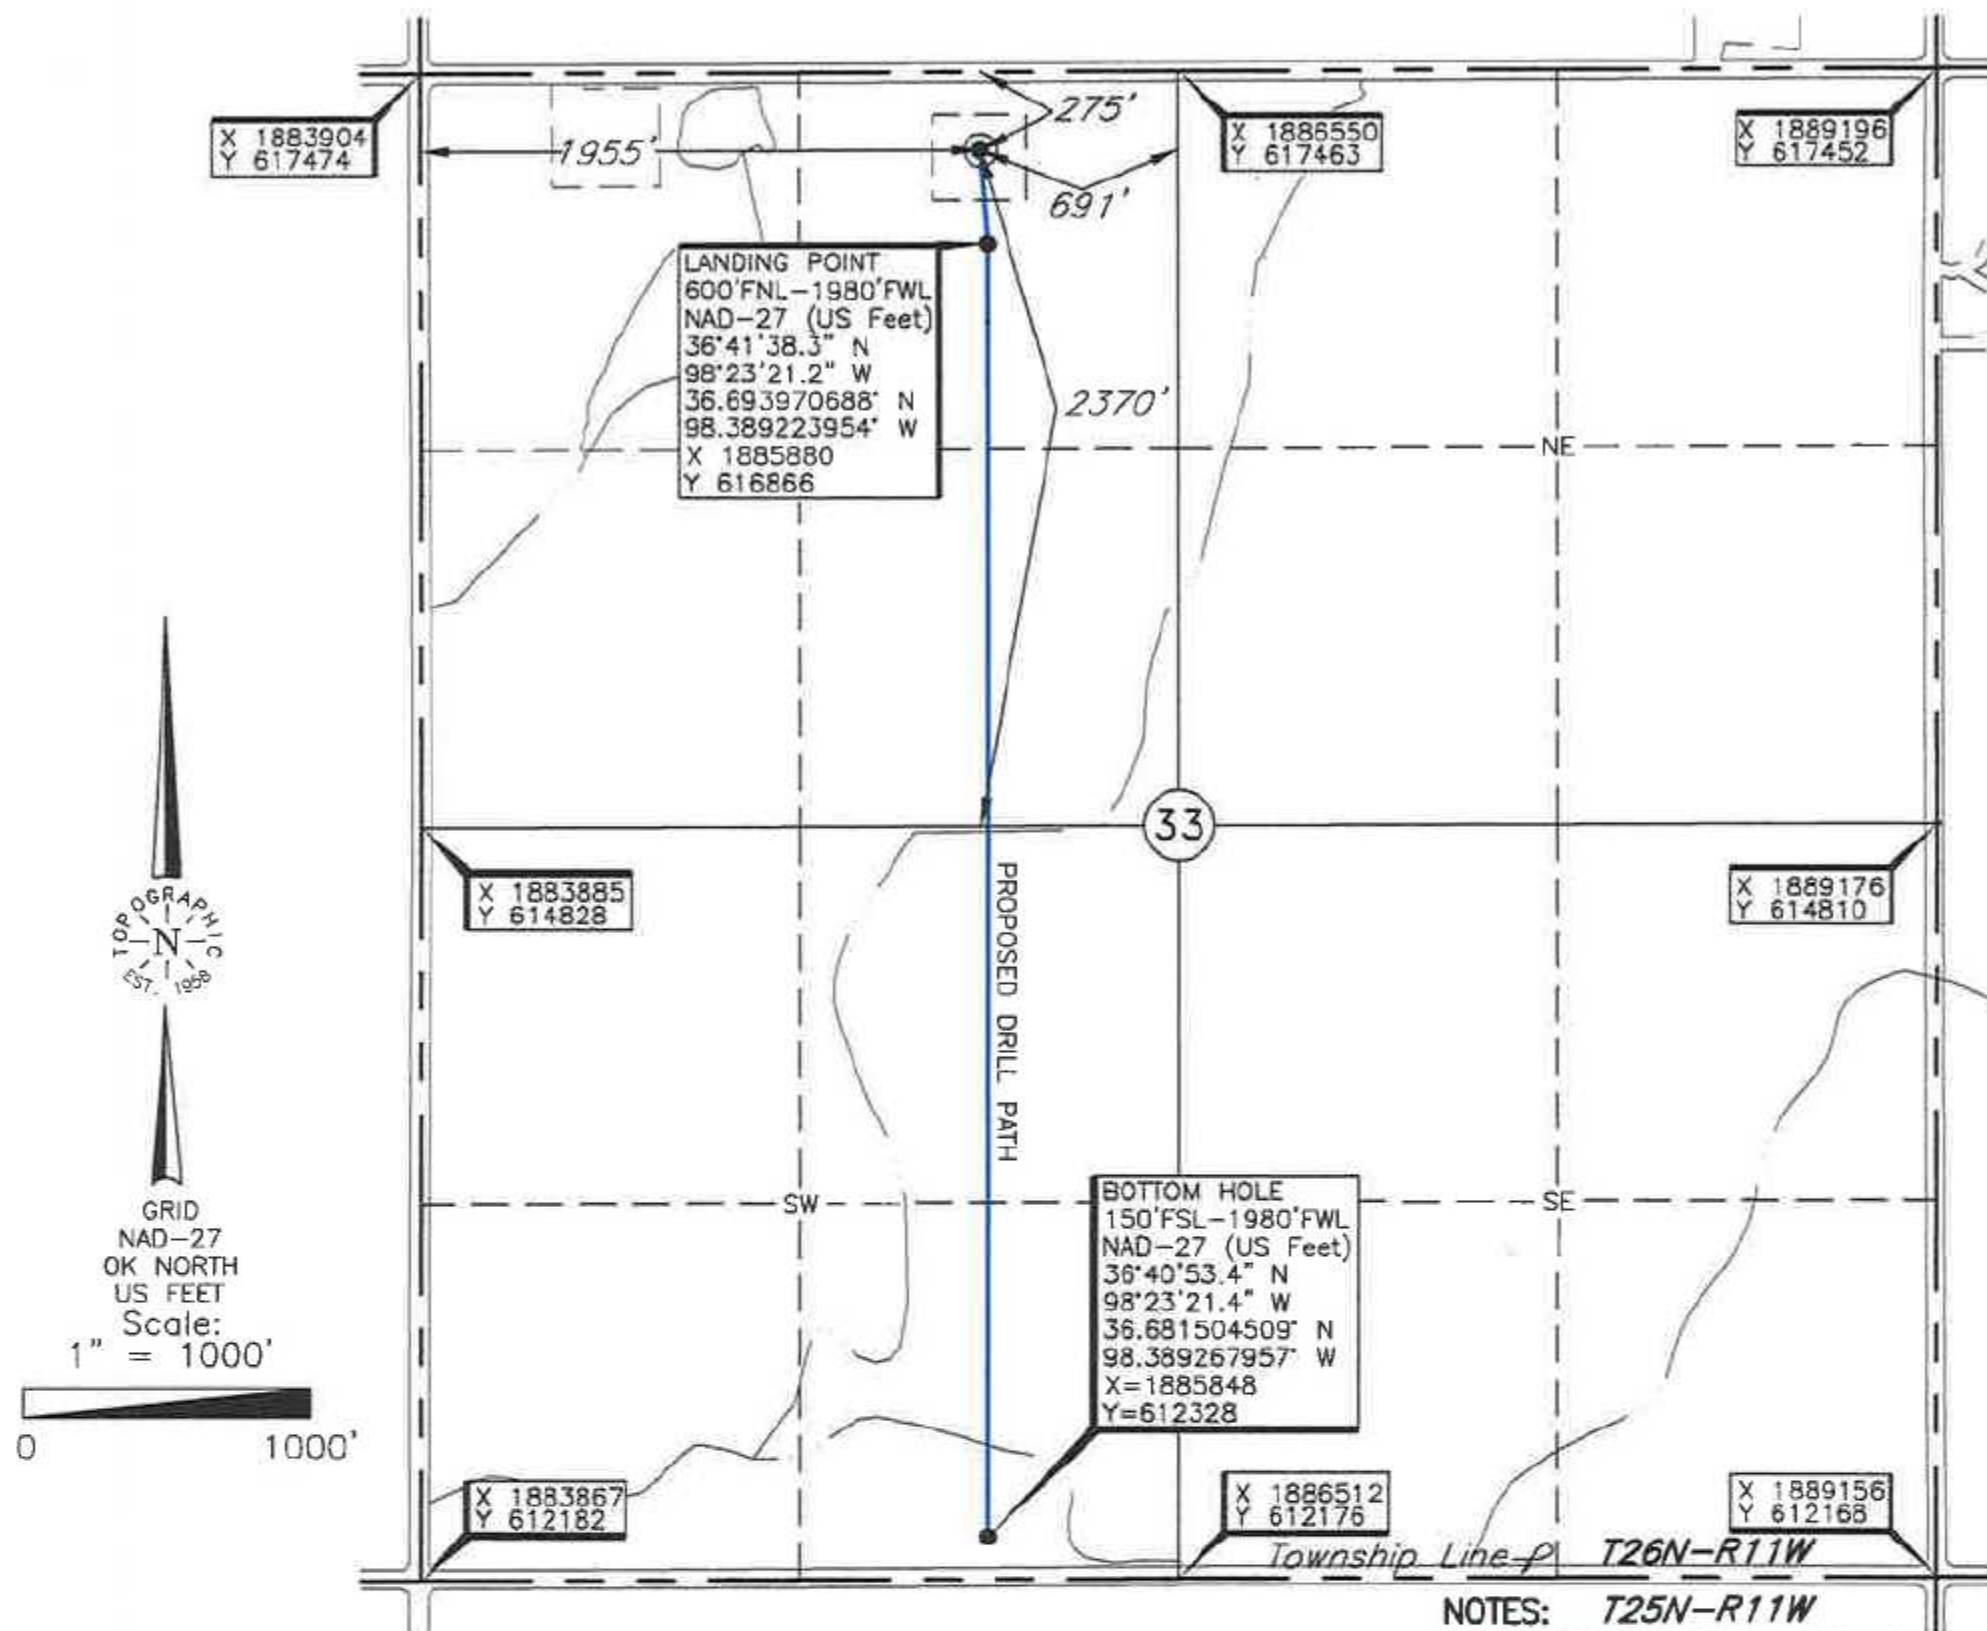 X 1883904
Y 617474
1955'
275'
X 1886550
Y 617463
X 1889196
Y 617452
691'
LANDING POINT
600'FNL-1980'FWL
NAD-27 (US Feet)
36°41'38.3" N
98°23'21.2" W
36.693970688° N
98.389223954° W
X 1885880
Y 616866
2370'
NE
33
X 1883885
Y 614828
X 1889176
Y 614810
PROPOSED DRILL PATH
TOPOGRAPHIC
N
EST. 1958
GRID
NAD-27
OK NORTH
US FEET
Scale:
1" = 1000'
0 1000'
SW
SE
BOTTOM HOLE
150'FSL-1980'FWL
NAD-27 (US Feet)
36°40'53.4" N
98°23'21.4" W
36.681504509° N
98.389267957° W
X=1885848
Y=612328
X 1883867
Y 612182
X 1886512
Y 612176
X 1889156
Y 612168
Township Line
T26N-R11W
NOTES: T25N-R11W